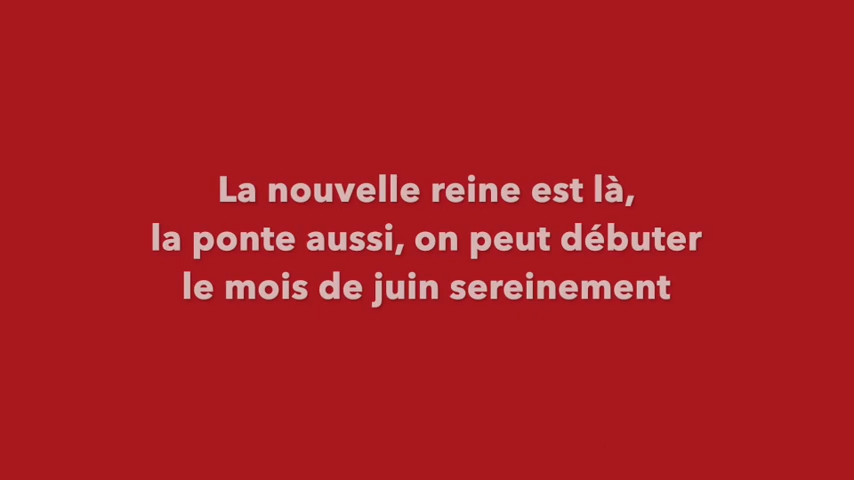 La nouvelle reine est là,
la ponte aussi, on peut débuter
le mois de juin sereinement